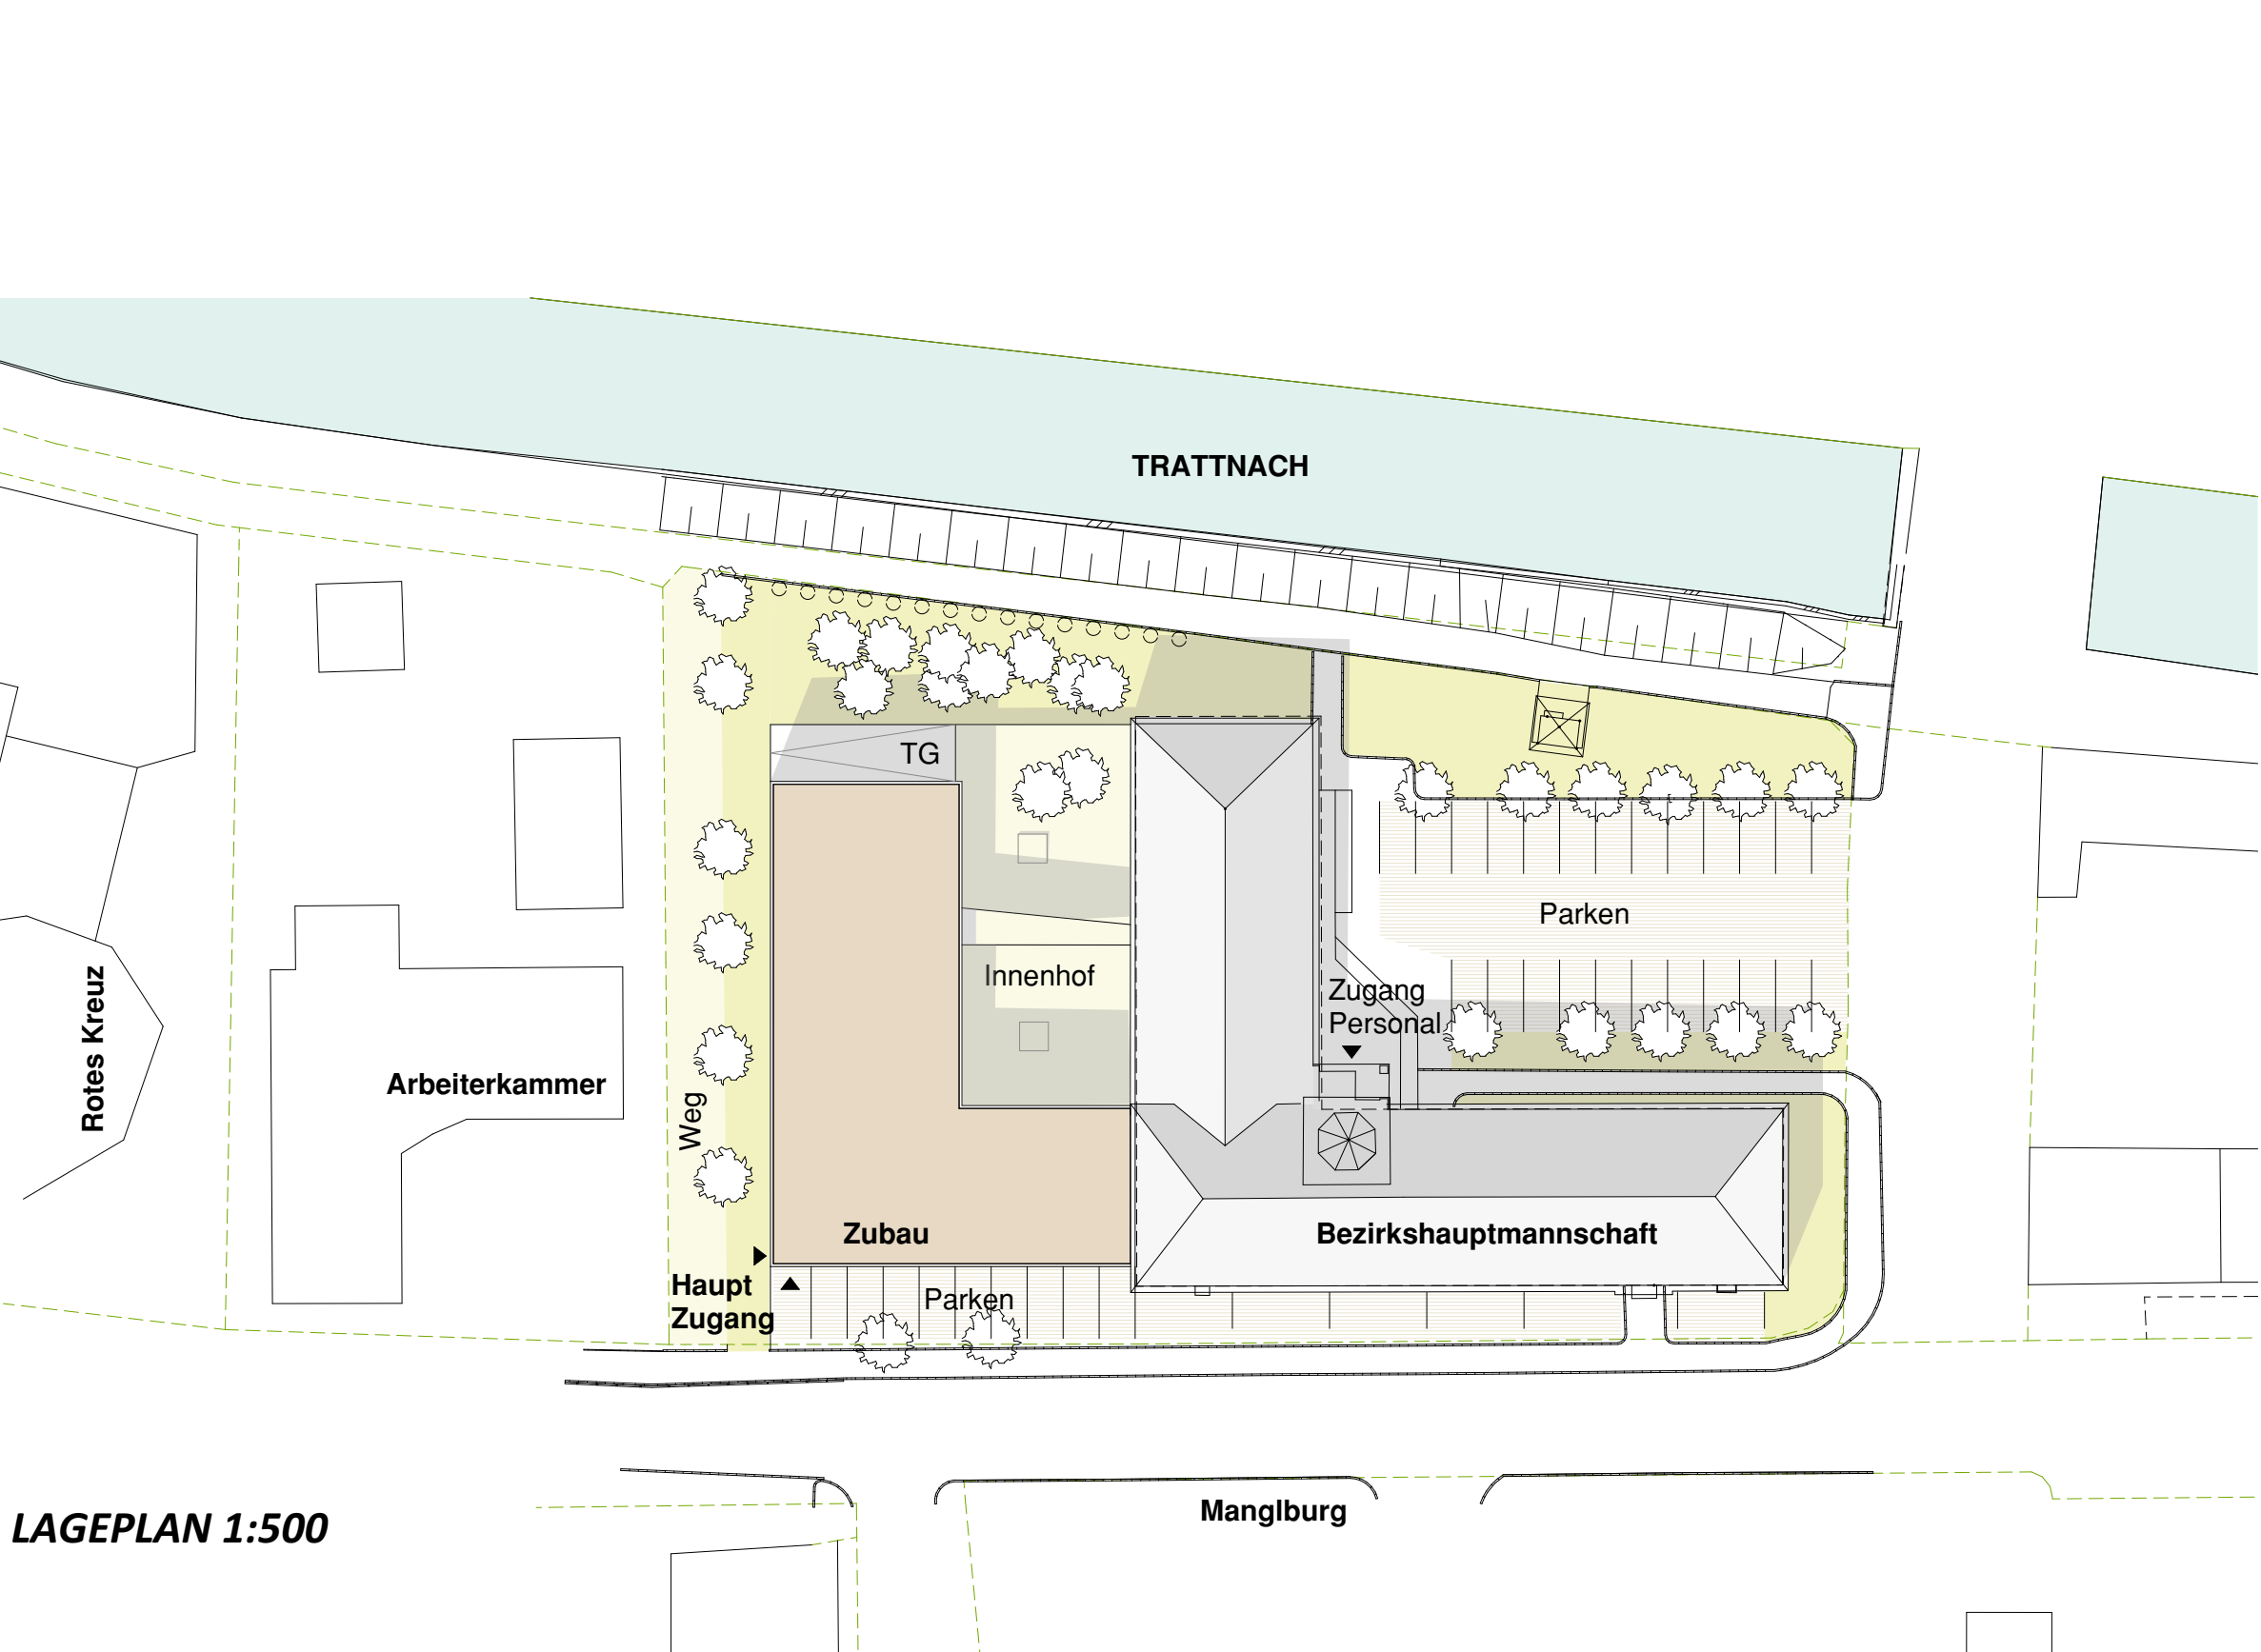 TRATTNACH
TG
Parken
Innenhof
Zugang
Personal
Rotes Kreuz
Arbeiterkammer
Weg
Zubau
Bezirkshauptmannschaft
Haupt
Zugang
Parken
Manglburg
LAGEPLAN 1:500